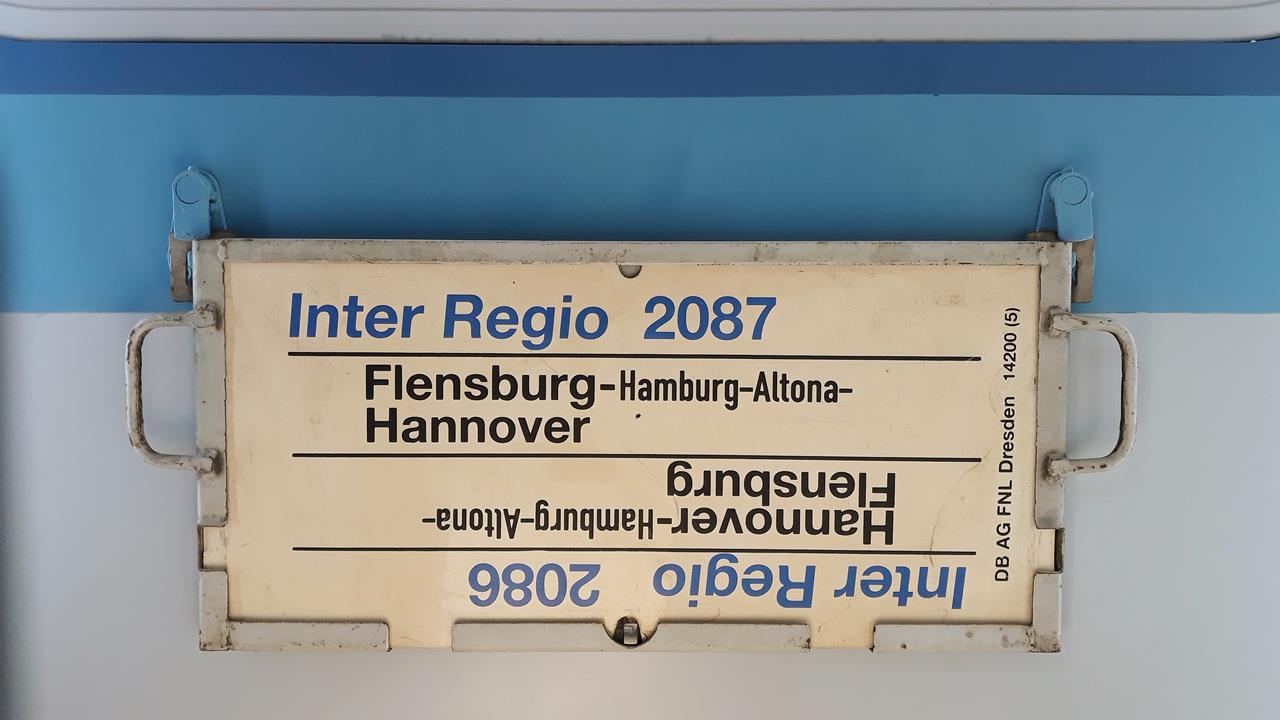 Inter Regio 2087
Flensburg-Hamburg-Altona-
Hannover
Inter Regio 2086
Hannover-Hamburg-Altona-
Flensburg
DB AG FNL Dresden 14200 (5)